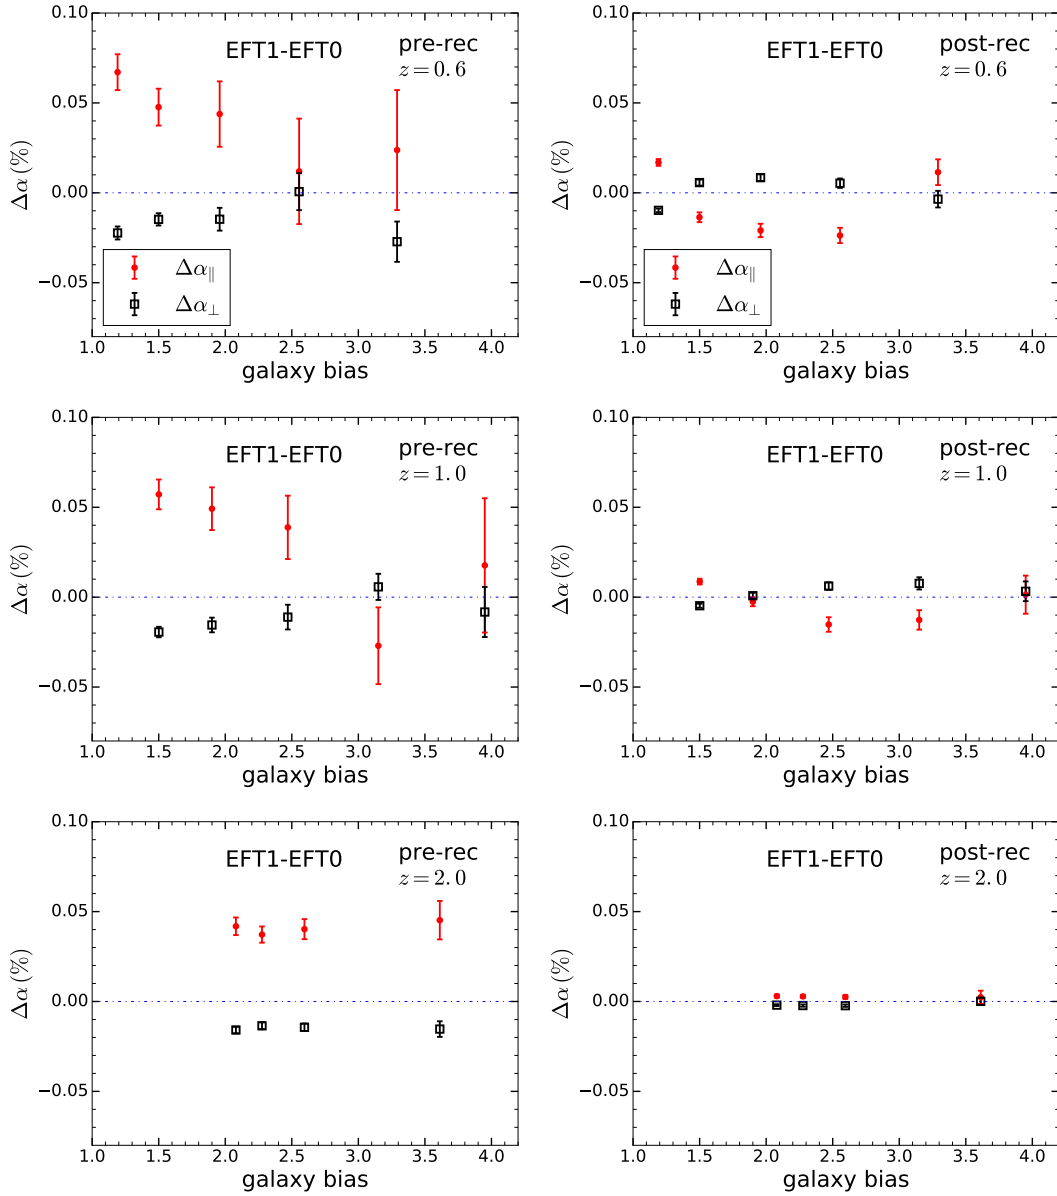 0.10
0.05
0.00
−0.05
Δα (%)
EFT1-EFT0
pre-rec
z = 0.6
Δα∥
Δα⊥
1.0 1.5 2.0 2.5 3.0 3.5 4.0
galaxy bias
0.10
0.05
0.00
−0.05
Δα (%)
EFT1-EFT0
post-rec
z = 0.6
Δα∥
Δα⊥
1.0 1.5 2.0 2.5 3.0 3.5 4.0
galaxy bias
0.10
0.05
0.00
−0.05
Δα (%)
EFT1-EFT0
pre-rec
z = 1.0
1.0 1.5 2.0 2.5 3.0 3.5 4.0
galaxy bias
0.10
0.05
0.00
−0.05
Δα (%)
EFT1-EFT0
post-rec
z = 1.0
1.0 1.5 2.0 2.5 3.0 3.5 4.0
galaxy bias
0.10
0.05
0.00
−0.05
Δα (%)
EFT1-EFT0
pre-rec
z = 2.0
1.0 1.5 2.0 2.5 3.0 3.5 4.0
galaxy bias
0.10
0.05
0.00
−0.05
Δα (%)
EFT1-EFT0
post-rec
z = 2.0
1.0 1.5 2.0 2.5 3.0 3.5 4.0
galaxy bias